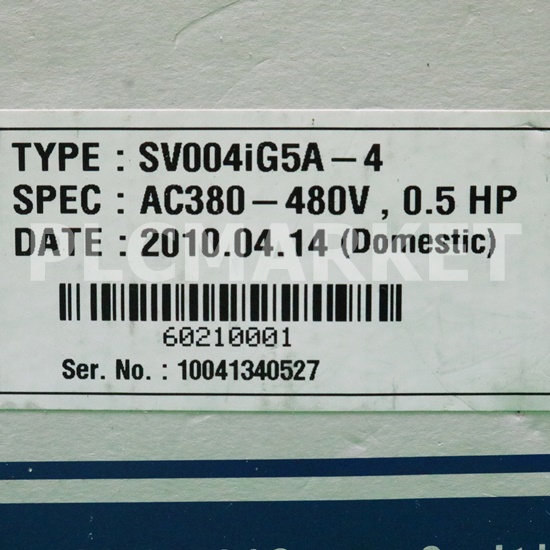 TYPE : SV004iG5A-4
SPEC : AC380-480V , 0.5 HP
DATE : 2010.04.14 (Domestic)
PLCMARKET
60210001
Ser. No. : 10041340527